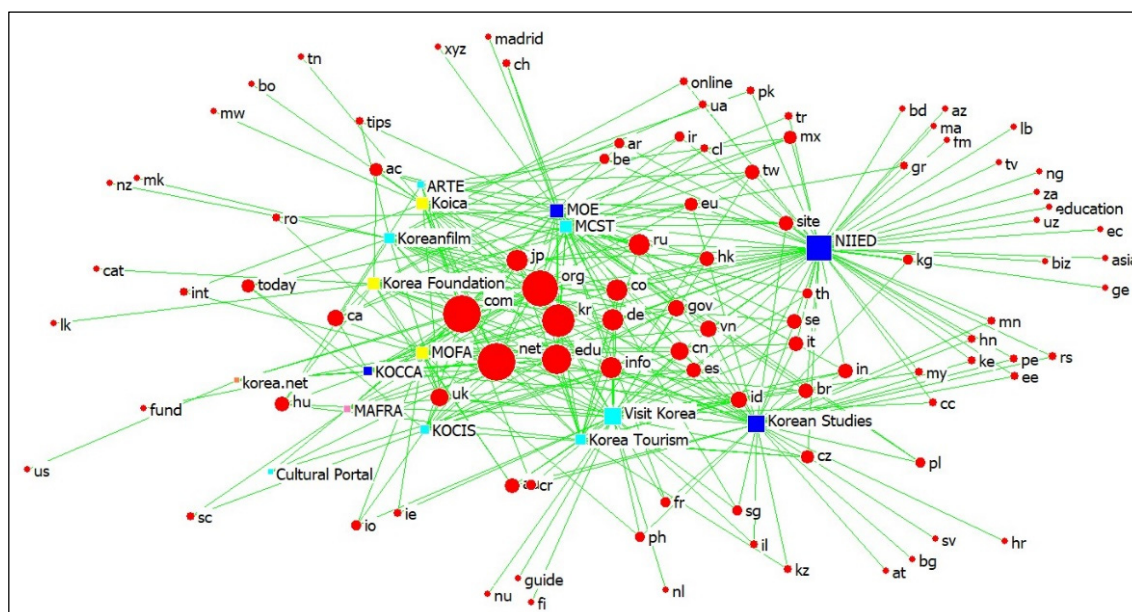 madrid
xyz
ch
tn
bo
online
pk
mw
ua
tips
tr
bd
az
ar
ir
mx
ma
lb
cl
tm
be
ac
tw
gr
tv
ARTE
mk
nz
ng
Koica
MOE
eu
za
ro
MCST
site
education
uz
Koreanfilm
ru
NIIED
ec
jp
hk
kg
biz
asia
cat
org
int
today
Korea Foundation
co
th
ge
com
kr
gov
lk
ca
de
vn
se
mn
hn
it
MOFA
net
edu
info
cn
es
in
my
ke
pe
rs
KOCCA
ee
korea.net
fund
hu
MAFRA
uk
id
br
cc
Visit Korea
Korean Studies
KOCIS
Korea Tourism
us
Cultural Portal
cz
pl
cr
sc
io
ie
fr
sg
ph
il
sv
hr
kz
at
bg
nu
guide
fi
nl